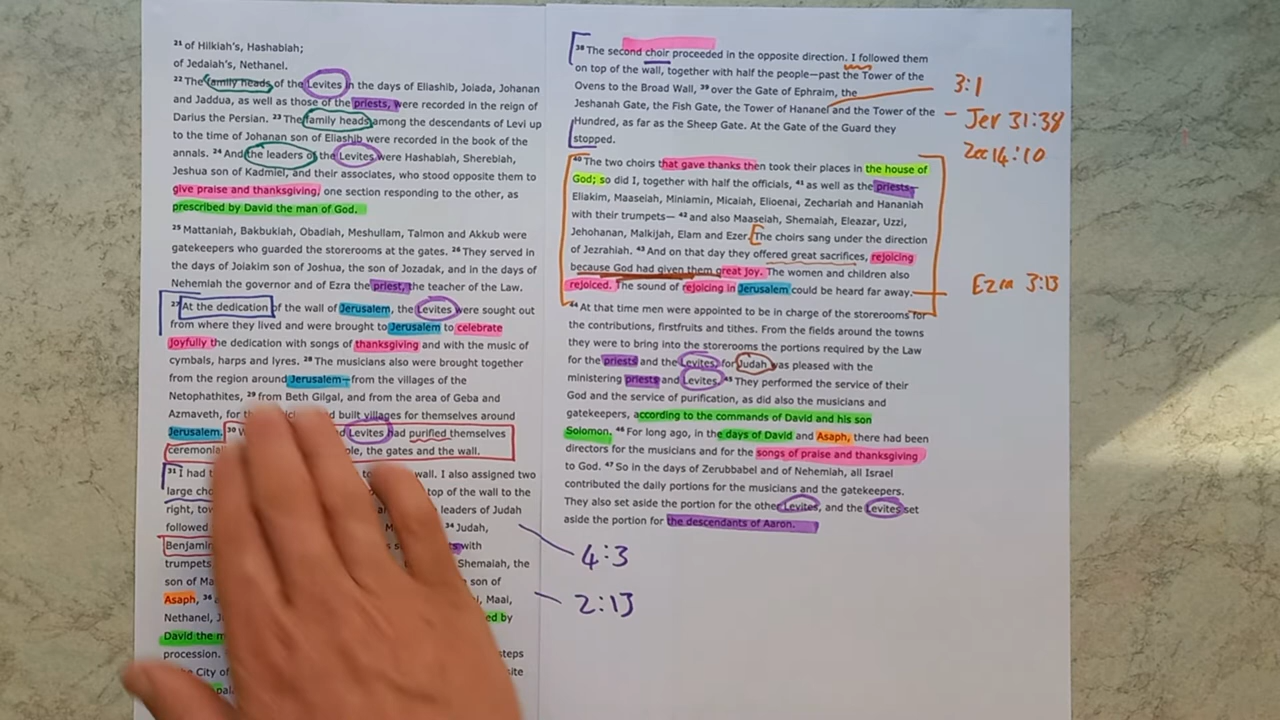 21 of Hilkiah's, Hashabiah;
of Jedaiah's, Nethanel.
22 The family heads of the Levites in the days of Eliashib, Joiada, Johanan
and Jaddua, as well as those of the priests, were recorded in the reign of
Darius the Persian. 23 The family heads among the descendants of Levi up
to the time of Johanan son of Eliashib were recorded in the book of the
annals. 24 And the leaders of the Levites were Hashabiah, Sherebiah,
Jeshua son of Kadmiel, and their associates, who stood opposite them to
give praise and thanksgiving, one section responding to the other, as
prescribed by David the man of God.
25 Mattaniah, Bakbukiah, Obadiah, Meshullam, Talmon and Akkub were
gatekeepers who guarded the storerooms at the gates. 26 They served in
the days of Joiakim son of Joshua, the son of Jozadak, and in the days of
Nehemiah the governor and of Ezra the priest, the teacher of the Law.
27 At the dedication of the wall of Jerusalem, the Levites were sought out
from where they lived and were brought to Jerusalem to celebrate
joyfully the dedication with songs of thanksgiving and with the music of
cymbals, harps and lyres. 28 The musicians also were brought together
from the region around Jerusalem—from the villages of the
Netophathites, 29 from Beth Gilgal, and from the area of Geba and
Azmaveth, for built villages for themselves around
Jerusalem. 30 Levites had purified themselves
the gates and the wall.
31 I had wall. I also assigned two
large top of the wall to the
right, leaders of Judah
followed 34 Judah,
with
trumpets Shemaiah, the
son of son of
Asaph, Maai,
Nethanel,
David the
procession. steps
City of
38 The second choir proceeded in the opposite direction. I followed them
on top of the wall, together with half the people—past the Tower of the
Ovens to the Broad Wall, 39 over the Gate of Ephraim, the
Jeshanah Gate, the Fish Gate, the Tower of Hananel and the Tower of the
Hundred, as far as the Sheep Gate. At the Gate of the Guard they
stopped.
40 The two choirs that gave thanks then took their places in the house of
God; so did I, together with half the officials, 41 as well as the priests—
Eliakim, Maaseiah, Miniamin, Micaiah, Elioenai, Zechariah and Hananiah
with their trumpets— 42 and also Maaseiah, Shemaiah, Eleazar, Uzzi,
Jehohanan, Malkijah, Elam and Ezer. The choirs sang under the direction
of Jezrahiah. 43 And on that day they offered great sacrifices, rejoicing
because God had given them great joy. The women and children also
rejoiced. The sound of rejoicing in Jerusalem could be heard far away.
44 At that time men were appointed to be in charge of the storerooms for
the contributions, firstfruits and tithes. From the fields around the towns
they were to bring into the storerooms the portions required by the Law
for the priests and the Levites, for Judah was pleased with the
ministering priests and Levites. 45 They performed the service of their
God and the service of purification, as did also the musicians and
gatekeepers, according to the commands of David and his son
Solomon. 46 For long ago, in the days of David and Asaph, there had been
directors for the musicians and for the songs of praise and thanksgiving
to God. 47 So in the days of Zerubbabel and of Nehemiah, all Israel
contributed the daily portions for the musicians and the gatekeepers.
They also set aside the portion for the other Levites, and the Levites set
aside the portion for the descendants of Aaron.
4:3
2:13
3:1
Jer 31:38
Zec 14:10
Ezra 3:13